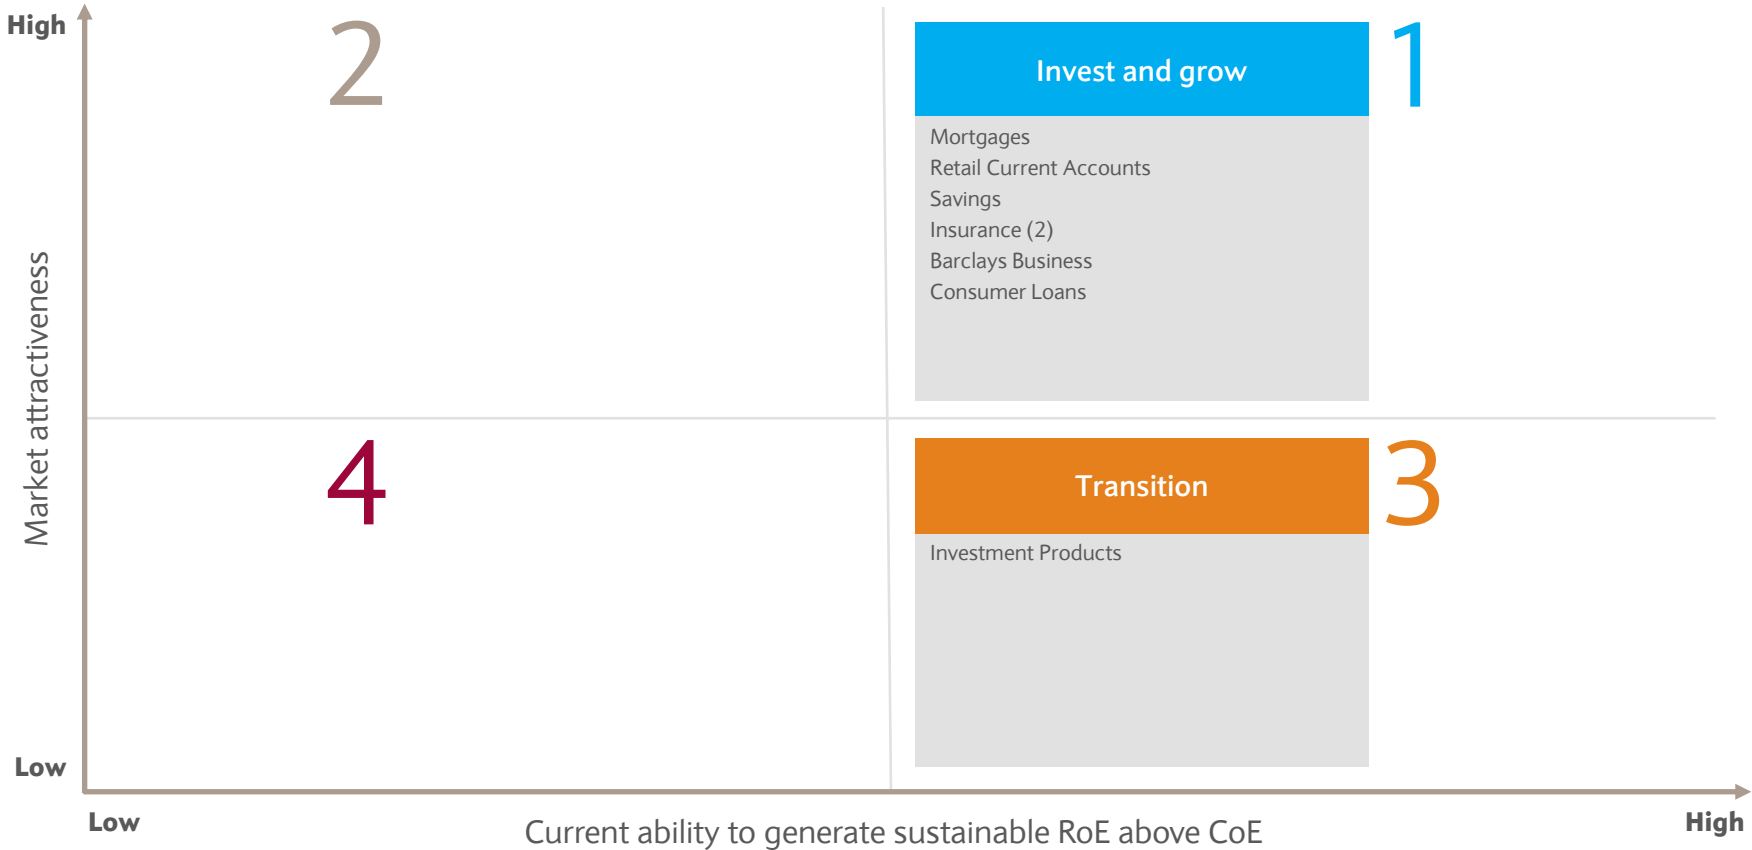 High
2
Invest and grow
1
Mortgages
Retail Current Accounts
Savings
Insurance (2)
Barclays Business
Consumer Loans
Market attractiveness
4
Transition
3
Investment Products
Low
Low
Current ability to generate sustainable RoE above CoE
High